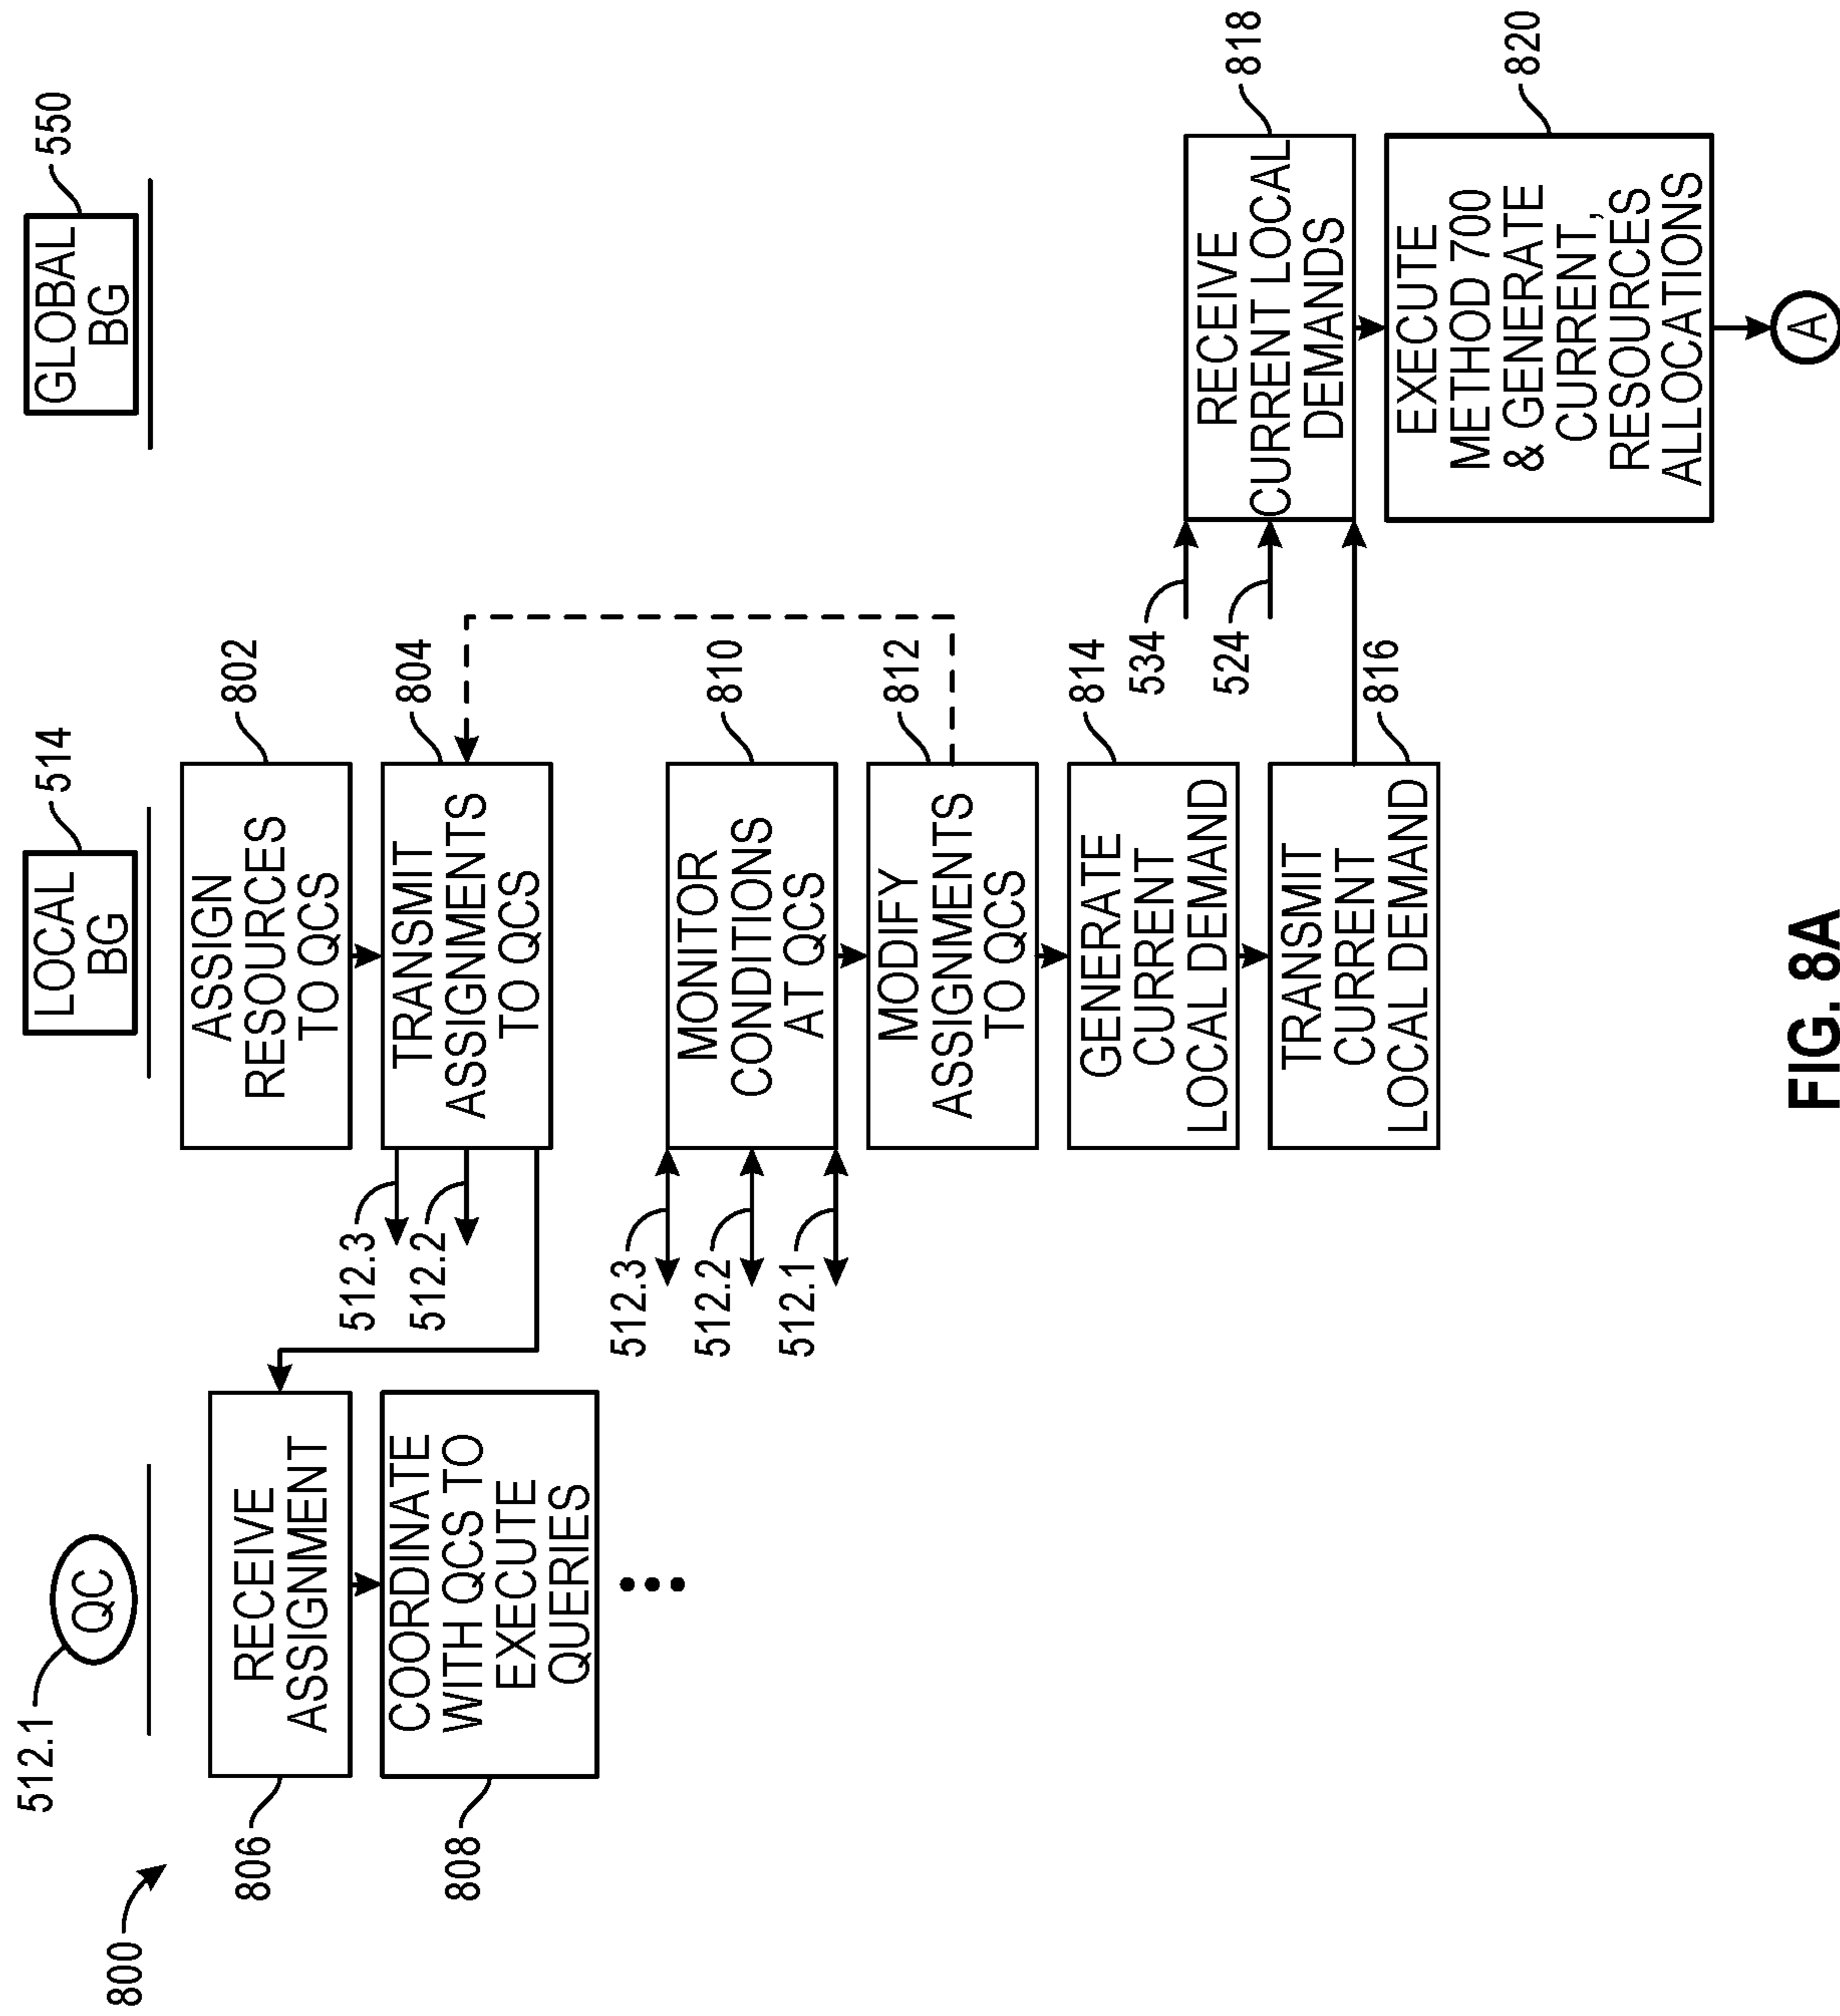 800
512.1
QC
LOCAL
BG
514
GLOBAL
BG
550
806
RECEIVE
ASSIGNMENT
808
COORDINATE
WITH QCS TO
EXECUTE
QUERIES
ASSIGN
RESOURCES
TO QCS
802
TRANSMIT
ASSIGNMENTS
TO QCS
804
512.3
512.2
512.3
512.2
512.1
MONITOR
CONDITIONS
AT QCS
810
MODIFY
ASSIGNMENTS
TO QCS
812
GENERATE
CURRENT
LOCAL DEMAND
814
TRANSMIT
CURRENT
LOCAL DEMAND
816
534
524
RECEIVE
CURRENT LOCAL
DEMANDS
818
EXECUTE
METHOD 700
& GENERATE
CURRENT,
RESOURCES
ALLOCATIONS
820
A
FIG. 8A